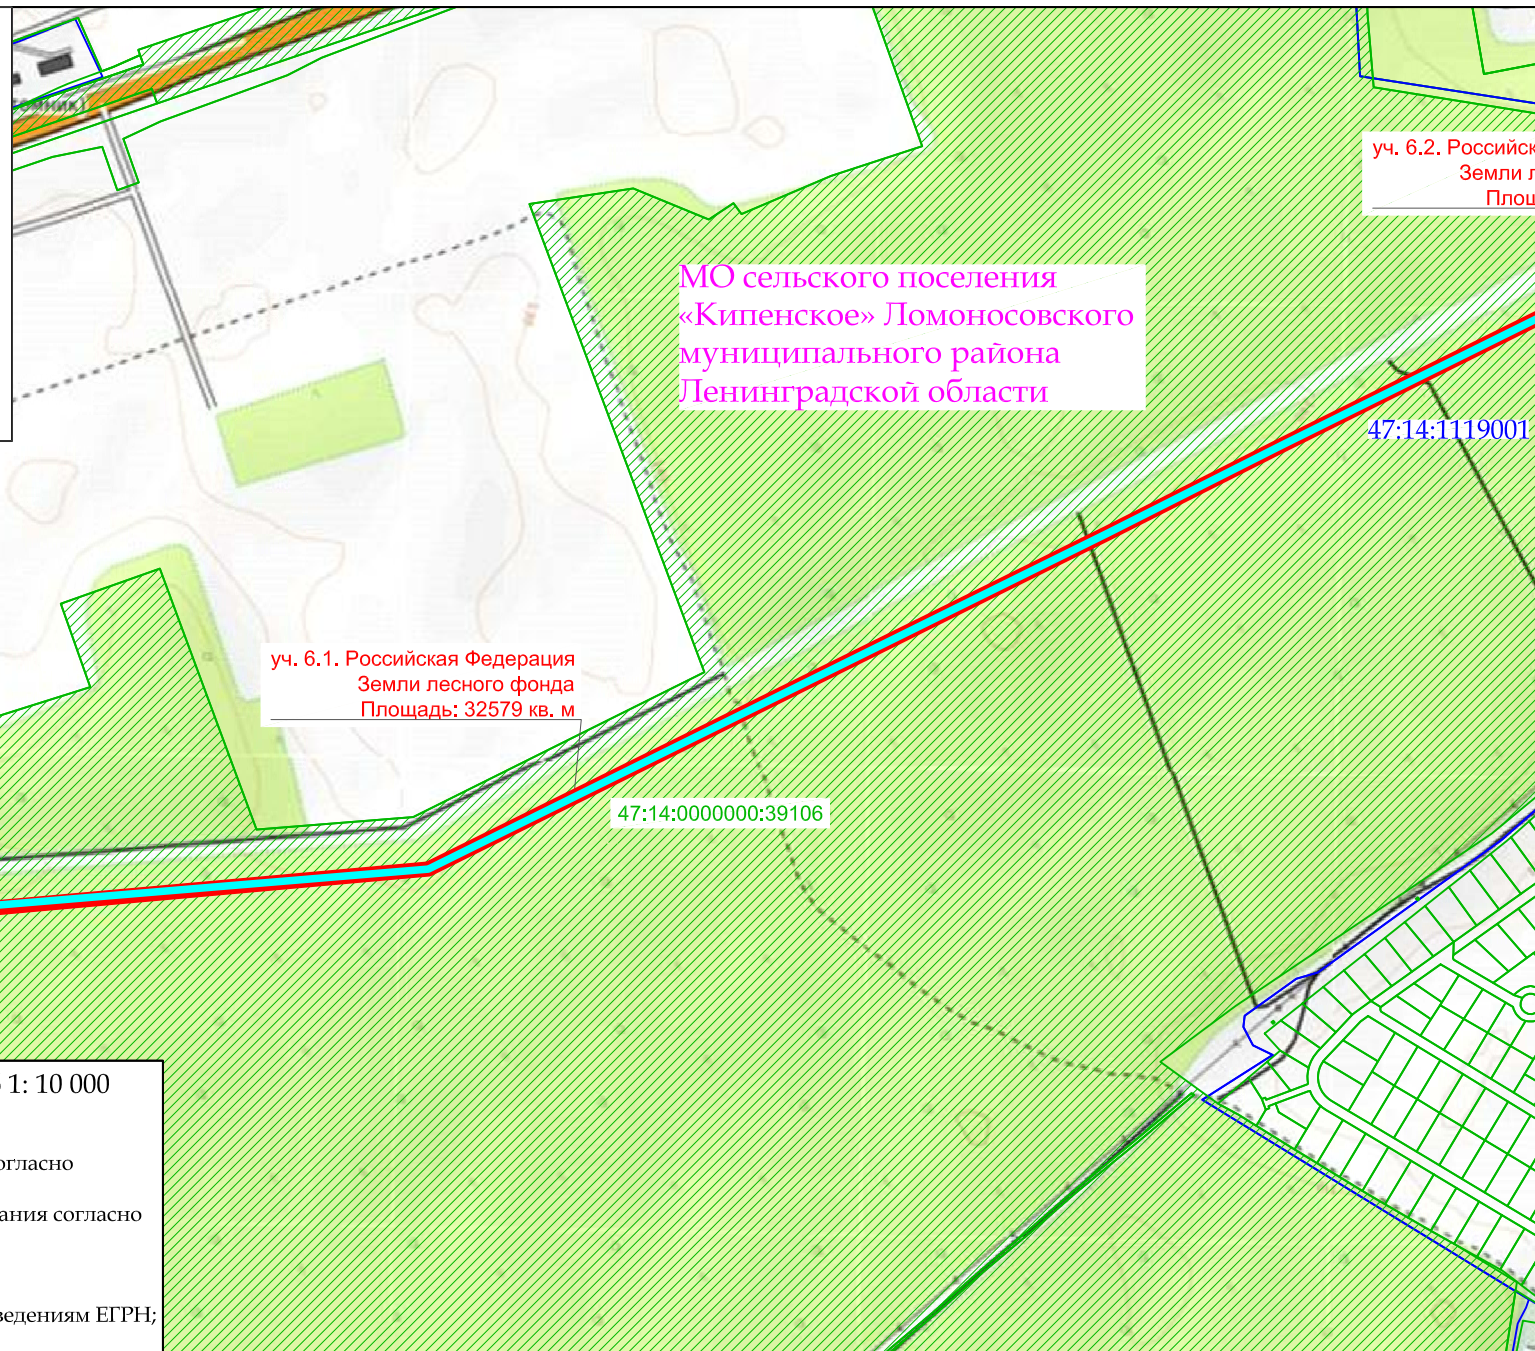 уч. 6.2. Российск
Земли л
Площ
МО сельского поселения
«Кипенское» Ломоносовского
муниципального района
Ленинградской области
47:14:1119001
уч. 6.1. Российская Федерация
Земли лесного фонда
Площадь: 32579 кв. м
47:14:0000000:39106
1: 10 000
огласно
ания согласно
ведениям ЕГРН;